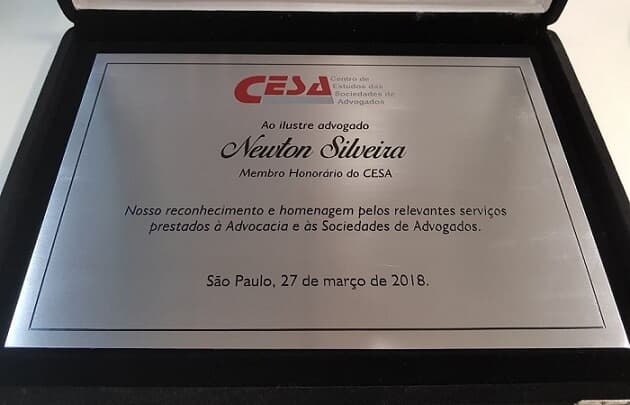 CESA
Centro de
Estudos das
Sociedades de
Advogados
Ao ilustre advogado
Newton Silveira
Membro Honorário do CESA
Nosso reconhecimento e homenagem pelos relevantes serviços
prestados à Advocacia e às Sociedades de Advogados.
São Paulo, 27 de março de 2018.